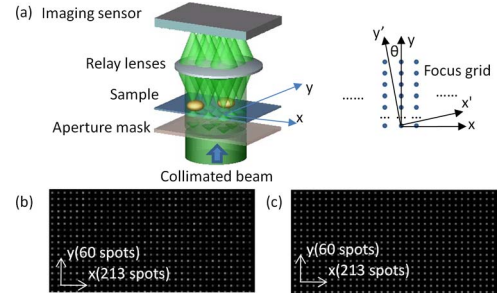 (a)
Imaging sensor
Relay lenses
Sample
Aperture mask
Collimated beam
y
x
y' y
θ
Focus grid
...... ......
... ...
x'
x
(b)
y(60 spots)
x(213 spots)
(c)
y(60 spots)
x(213 spots)